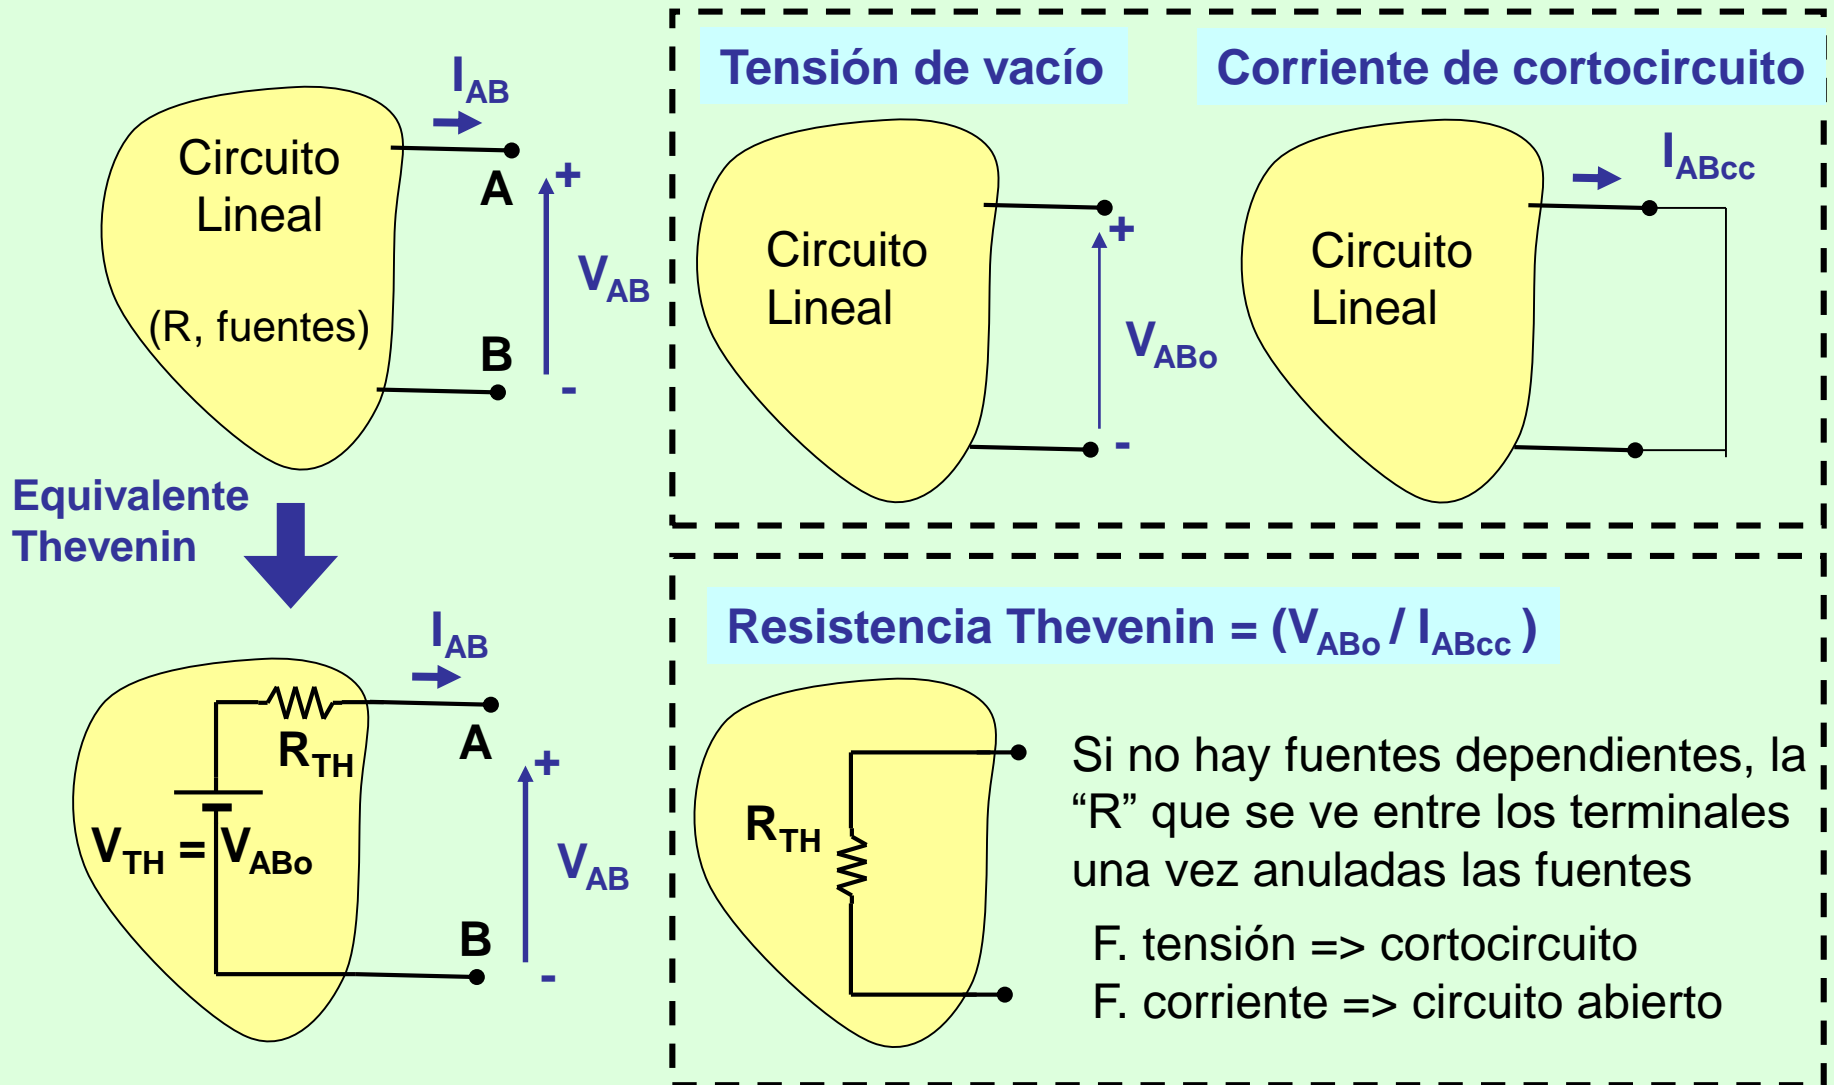 I_AB
Circuito
Lineal
(R, fuentes)
A
+
V_AB
B
-
Equivalente
Thevenin
I_AB
R_TH
A
+
V_TH = V_ABo
V_AB
B
-
Tensión de vacío
Circuito
Lineal
+
V_ABo
-
Corriente de cortocircuito
I_ABcc
Circuito
Lineal
Resistencia Thevenin = (V_ABo / I_ABcc )
R_TH
Si no hay fuentes dependientes, la
“R” que se ve entre los terminales
una vez anuladas las fuentes
F. tensión => cortocircuito
F. corriente => circuito abierto